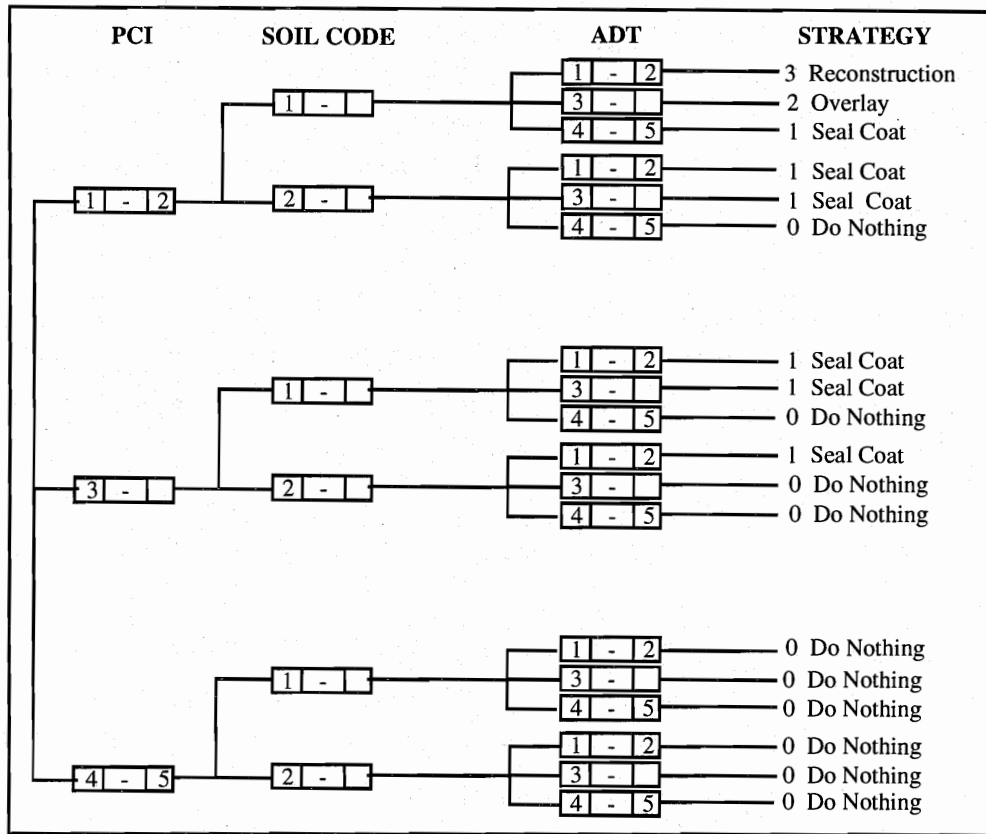 PCI SOIL CODE ADT STRATEGY
1 - 2 3 Reconstruction
1 - 3 - 2 Overlay
4 - 5 1 Seal Coat
1 - 2 1 Seal Coat
1 - 2 2 - 3 - 1 Seal Coat
4 - 5 0 Do Nothing
1 - 2 1 Seal Coat
1 - 3 - 1 Seal Coat
4 - 5 0 Do Nothing
1 - 2 1 Seal Coat
3 - 2 - 3 - 0 Do Nothing
4 - 5 0 Do Nothing
1 - 2 0 Do Nothing
1 - 3 - 0 Do Nothing
4 - 5 0 Do Nothing
1 - 2 0 Do Nothing
4 - 5 2 - 3 - 0 Do Nothing
4 - 5 0 Do Nothing